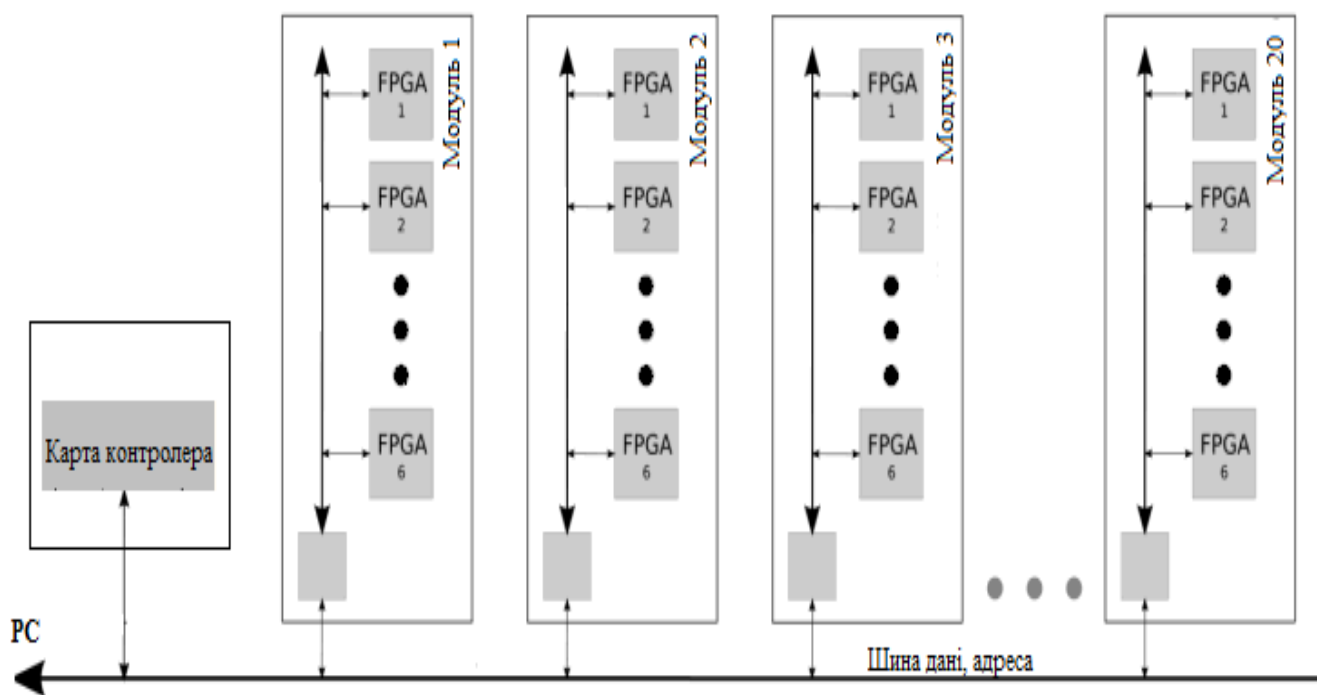 FPGA
1
FPGA
2
FPGA
6
Модуль 1
FPGA
1
FPGA
2
FPGA
6
Модуль 2
FPGA
1
FPGA
2
FPGA
6
Модуль 3
FPGA
1
FPGA
2
FPGA
6
Модуль 20
Карта контролера
PC
Шина дані, адреса